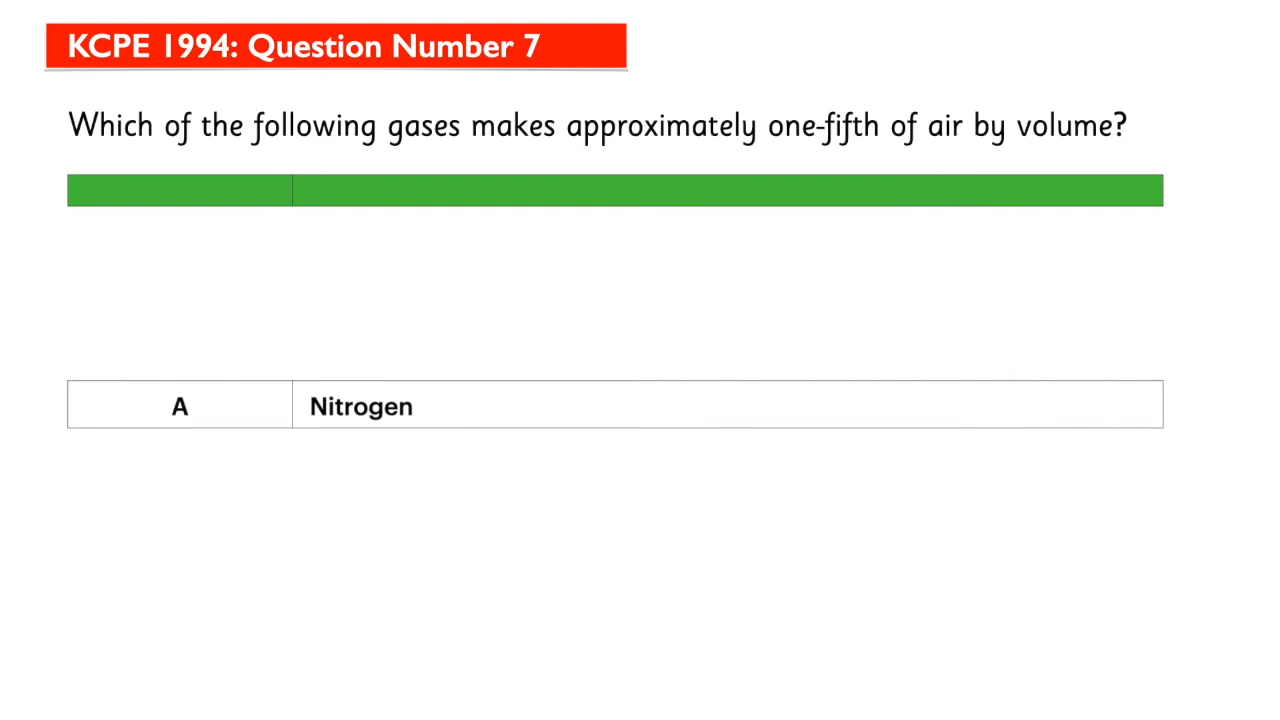 KCPE 1994: Question Number 7
Which of the following gases makes approximately one-fifth of air by volume?
A Nitrogen